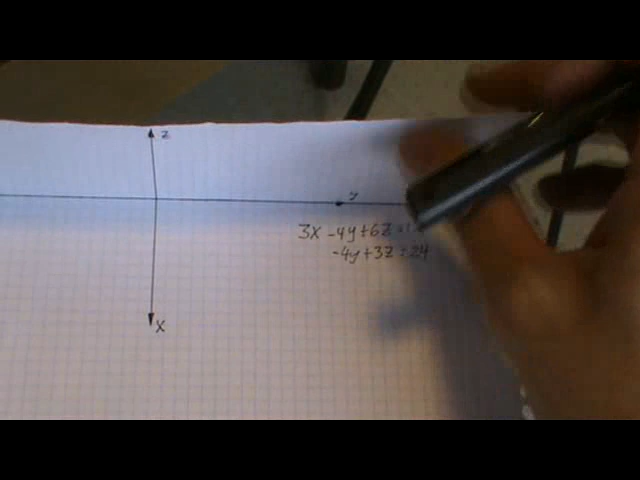 z
y
3x -4y+6z =
-4y+3z = 24
x